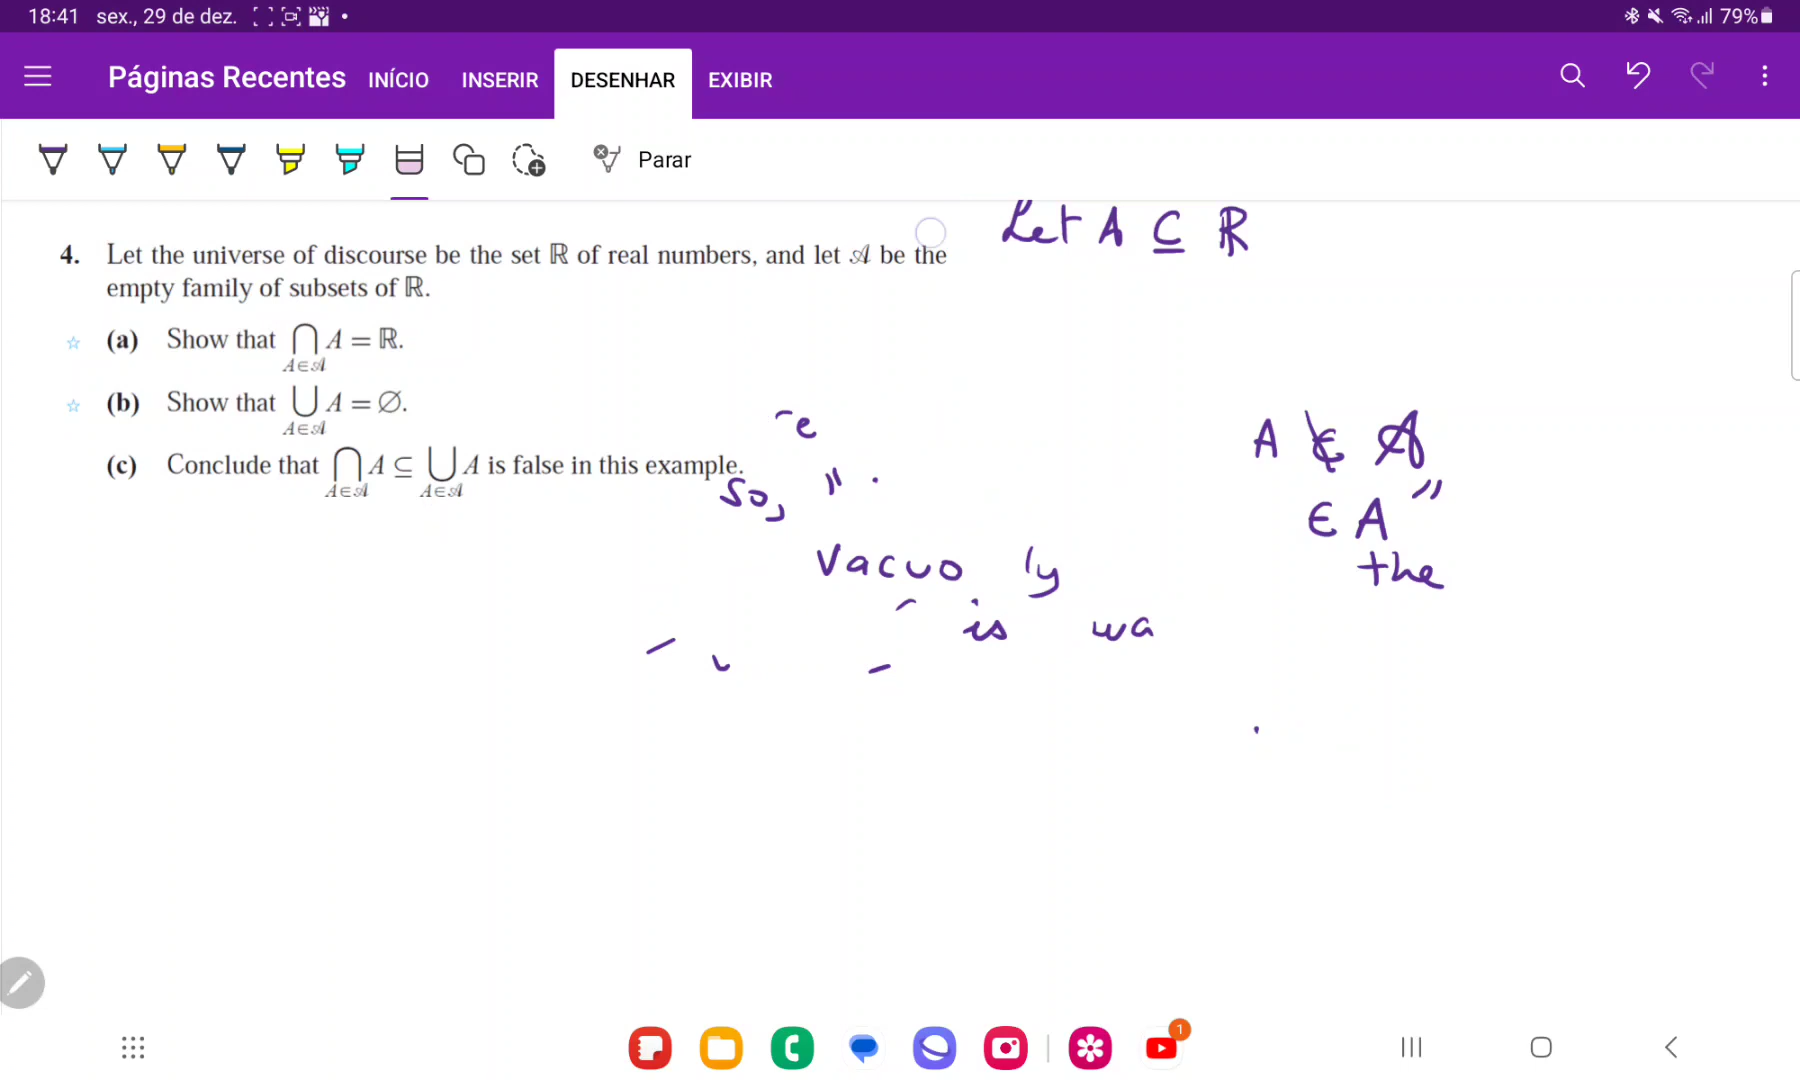 18:41 sex., 29 de dez. 79%
Páginas Recentes INÍCIO INSERIR DESENHAR EXIBIR
Parar
Let A ⊆ ℝ
4. Let the universe of discourse be the set ℝ of real numbers, and let 𝒜 be the
empty family of subsets of ℝ.
(a) Show that ⋂ A = ℝ.
A∈𝒜
(b) Show that ⋃ A = ∅.
A∈𝒜
(c) Conclude that ⋂ A ⊆ ⋃ A is false in this example.
A∈𝒜 A∈𝒜
e A ∉ 𝒜
So, " . ∈ A "
Vacuo ly the
is wa
1